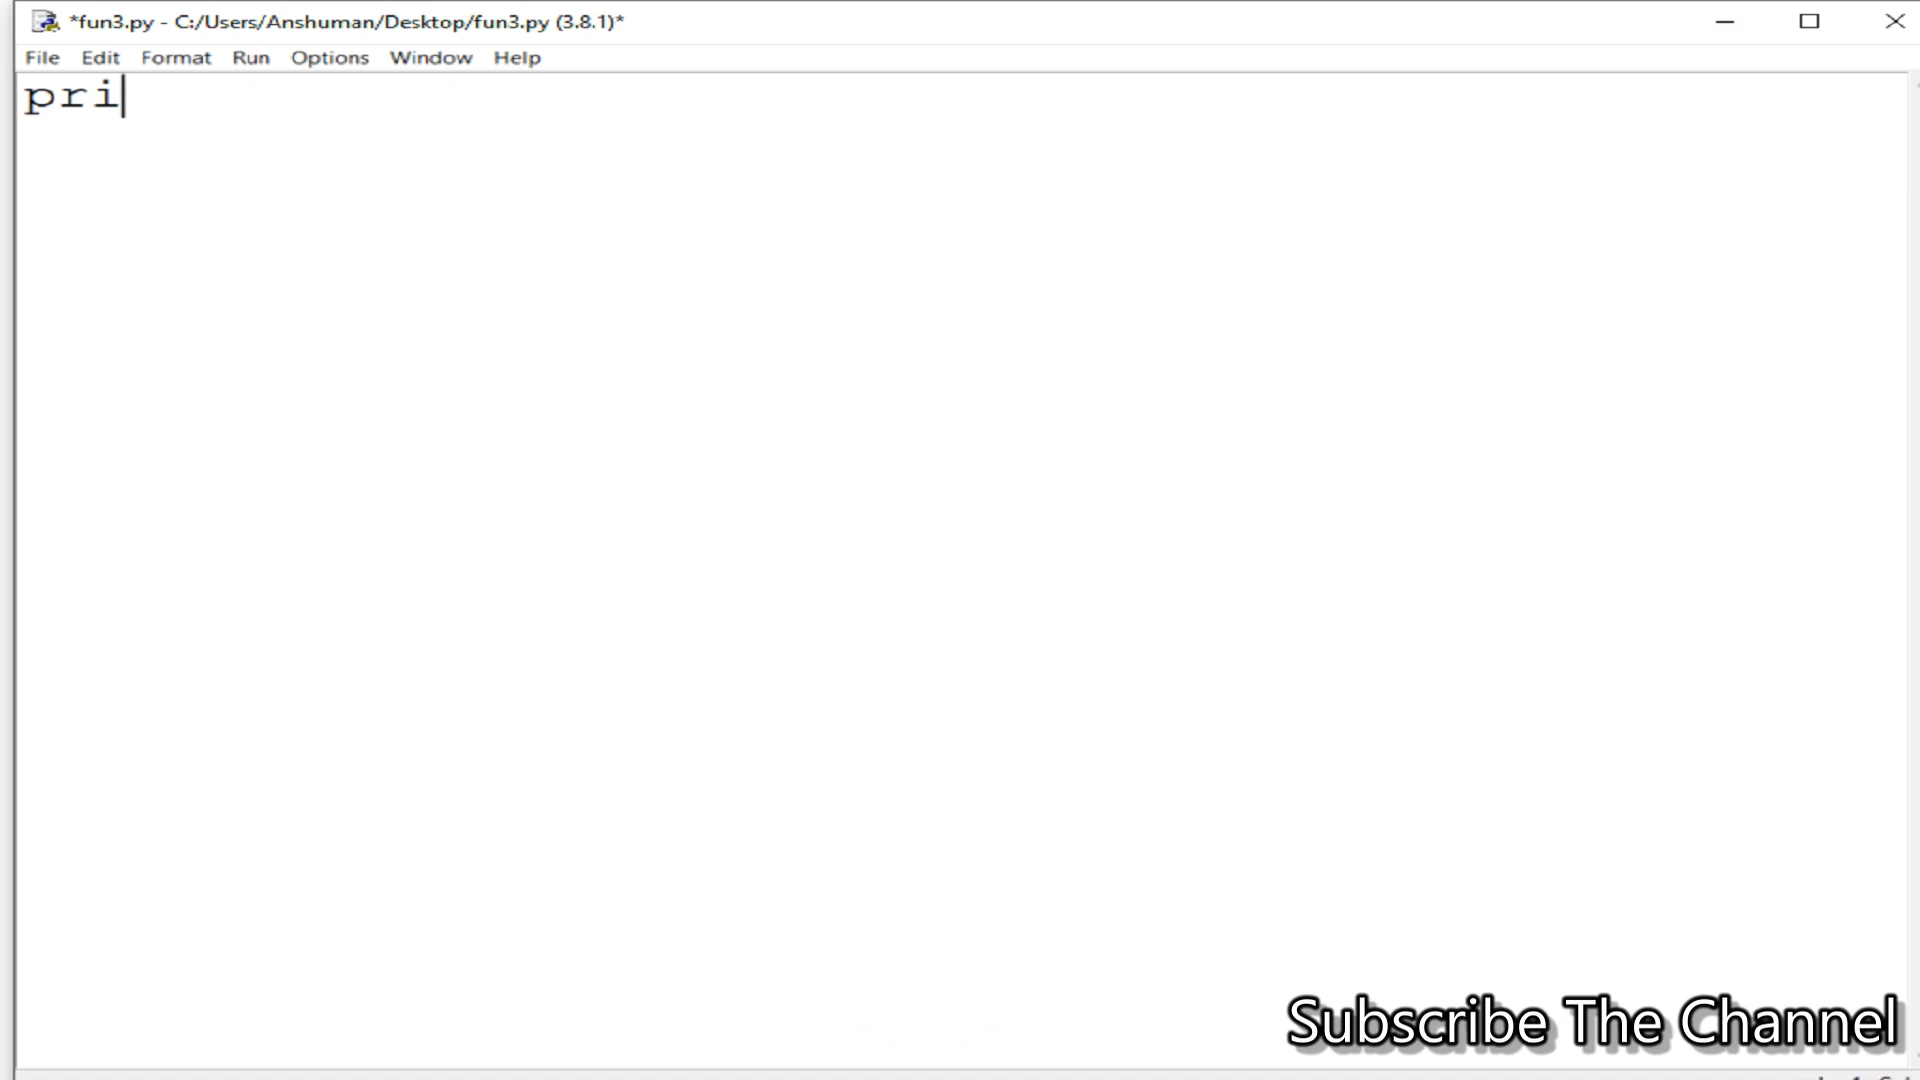 *fun3.py - C:/Users/Anshuman/Desktop/fun3.py (3.8.1)*
File Edit Format Run Options Window Help
pri
Subscribe The Channel